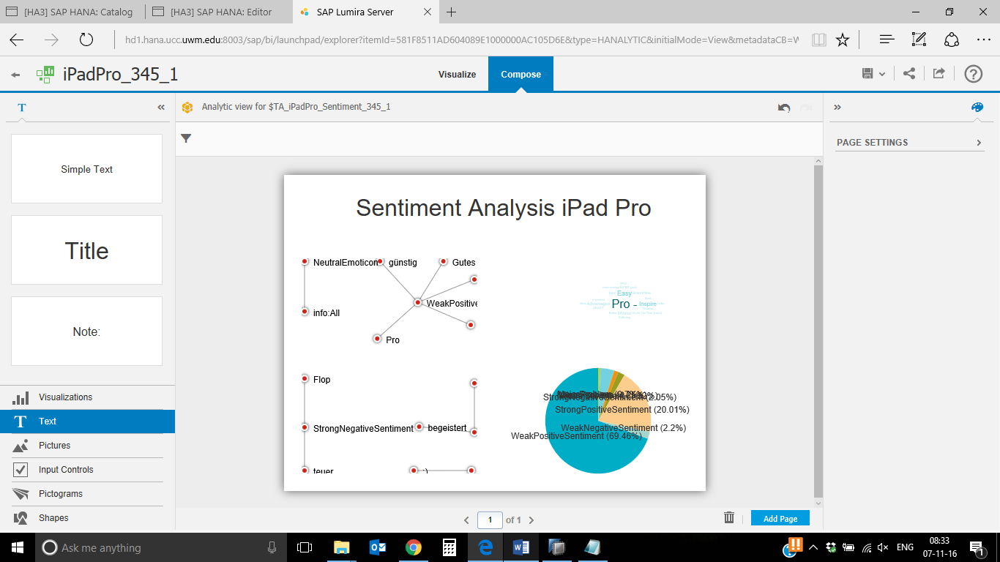 [HA3] SAP HANA: Catalog
[HA3] SAP HANA: Editor
SAP Lumira Server
hd1.hana.ucc.uwm.edu:8003/sap/bi/launchpad/explorer?itemId=581F8511AD604089E1000000AC105D6E&type=HANALYTIC&initialMode=View&metadataCB=V
iPadPro_345_1
Visualize
Compose
T
Analytic view for $TA_iPadPro_Sentiment_345_1
PAGE SETTINGS
Simple Text
Title
Note:
Visualizations
T Text
Pictures
Input Controls
Pictograms
Shapes
Sentiment Analysis iPad Pro
NeutralEmoticon
günstig
Gutes
WeakPositive
info:All
Pro
Easy
Pro -
Inspire
Flop
StrongNegativeSentiment
begeistert
teuer
:)
StrongNegativeSentiment (2.05%)
StrongPositiveSentiment (20.01%)
WeakNegativeSentiment (2.2%)
WeakPositiveSentiment (69.46%)
1 of 1
Add Page
Ask me anything
ENG
08:33
07-11-16
1